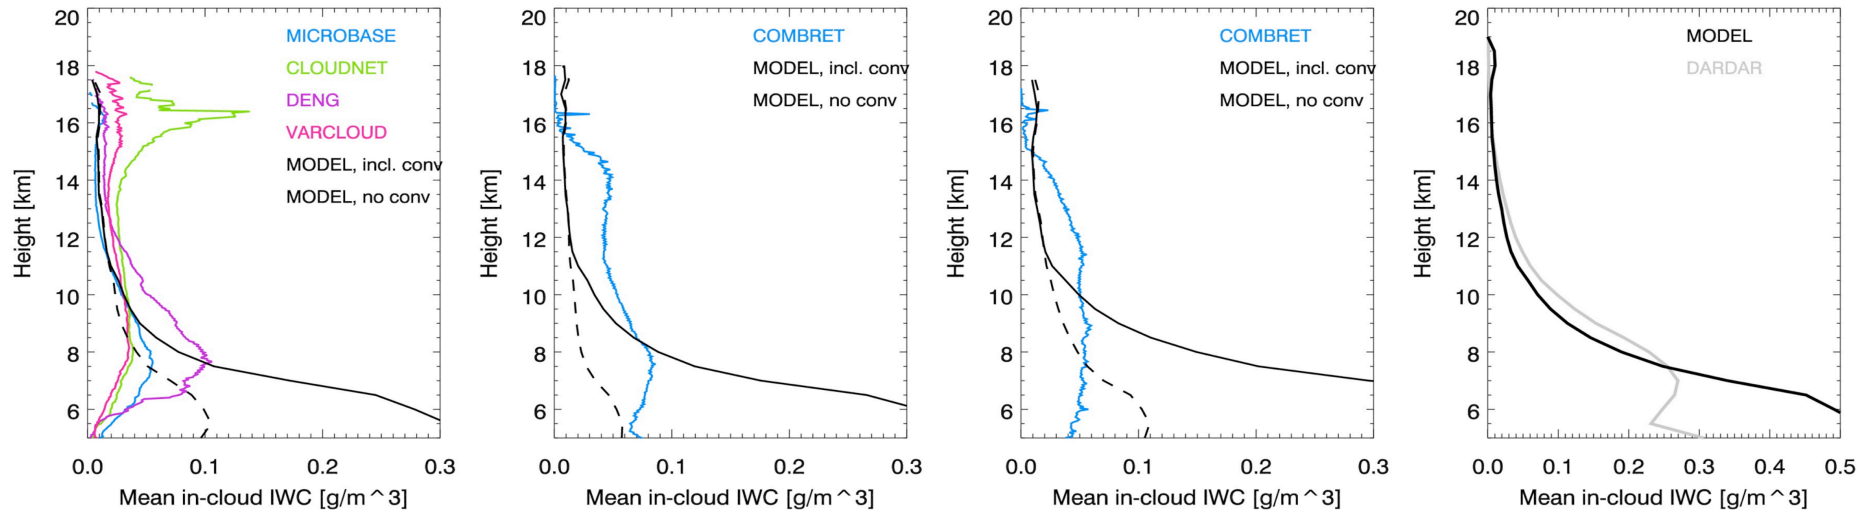 20
18
16
14
12
10
8
6
Height [km]
MICROBASE
CLOUDNET
DENG
VARCLOUD
MODEL, incl. conv
MODEL, no conv
0.0 0.1 0.2 0.3
Mean in-cloud IWC [g/m^3]
20
18
16
14
12
10
8
6
Height [km]
COMBRET
MODEL, incl. conv
MODEL, no conv
0.0 0.1 0.2 0.3
Mean in-cloud IWC [g/m^3]
20
18
16
14
12
10
8
6
Height [km]
COMBRET
MODEL, incl. conv
MODEL, no conv
0.0 0.1 0.2 0.3
Mean in-cloud IWC [g/m^3]
20
18
16
14
12
10
8
6
Height [km]
MODEL
DARDAR
0.0 0.1 0.2 0.3 0.4 0.5
Mean in-cloud IWC [g/m^3]